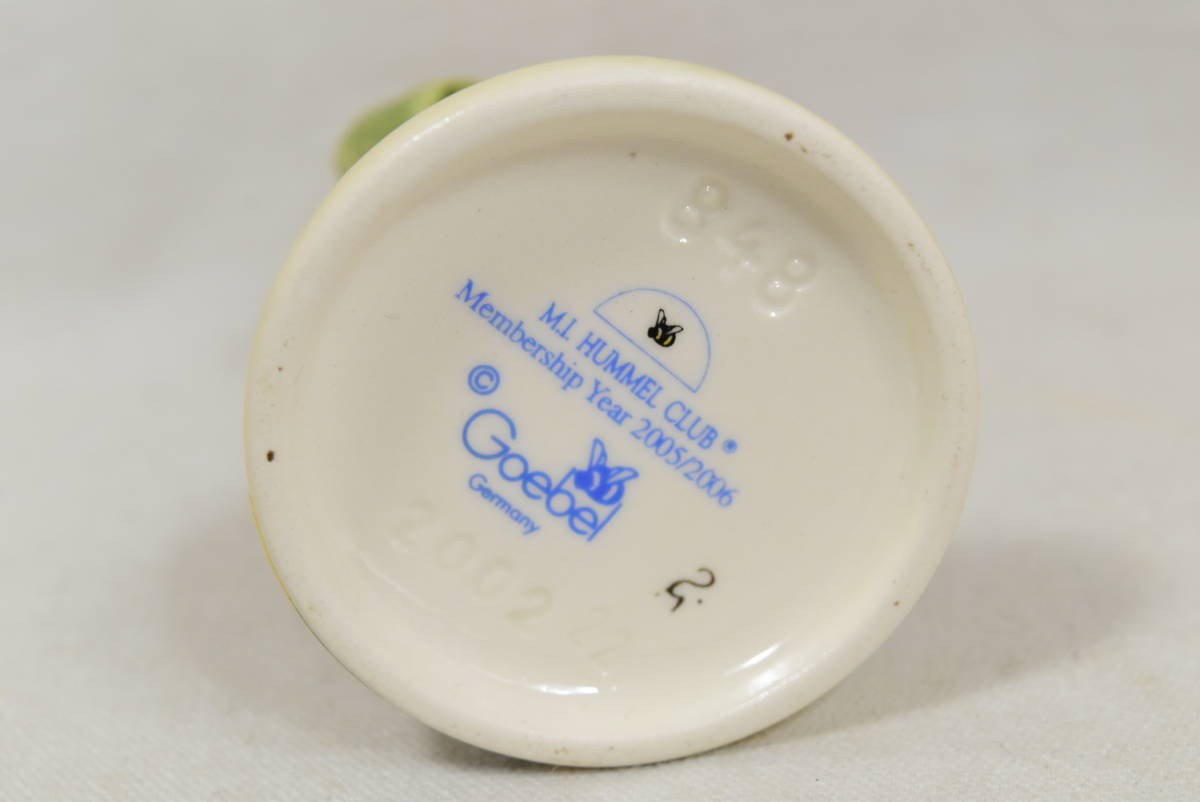 848
M.I. HUMMEL CLUB®
Membership Year 2005/2006
©
Goebel
Germany
2002